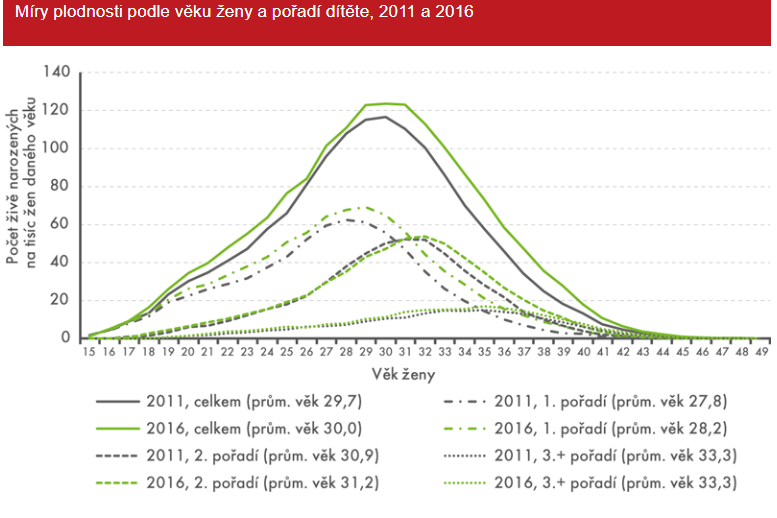 Míry plodnosti podle věku ženy a pořadí dítěte, 2011 a 2016
Počet živě narozených
na tisíc žen daného věku
140
120
100
80
60
40
20
0
15 16 17 18 19 20 21 22 23 24 25 26 27 28 29 30 31 32 33 34 35 36 37 38 39 40 41 42 43 44 45 46 47 48 49
Věk ženy
2011, celkem (prům. věk 29,7)
2011, 1. pořadí (prům. věk 27,8)
2016, celkem (prům. věk 30,0)
2016, 1. pořadí (prům. věk 28,2)
2011, 2. pořadí (prům. věk 30,9)
2011, 3.+ pořadí (prům. věk 33,3)
2016, 2. pořadí (prům. věk 31,2)
2016, 3.+ pořadí (prům. věk 33,3)